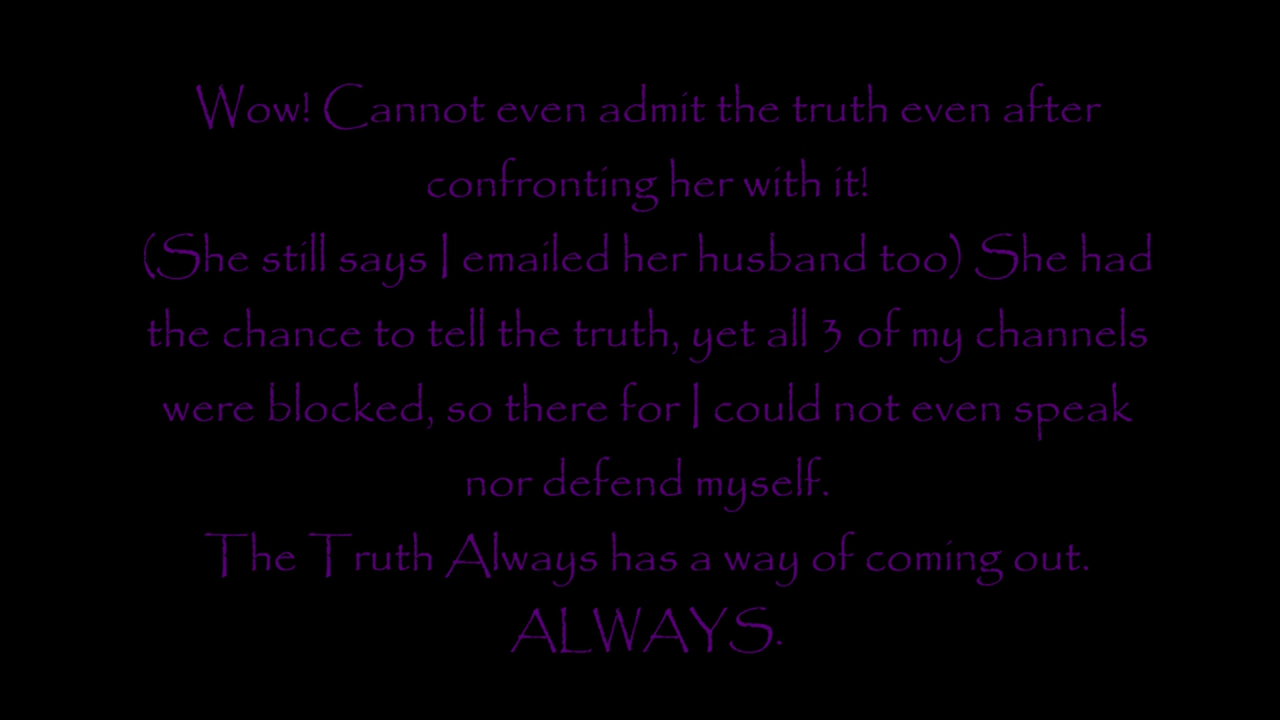 Wow! Cannot even admit the truth even after
confronting her with it!
(She still says I emailed her husband too) She had
the chance to tell the truth, yet all 3 of my channels
were blocked, so there for I could not even speak
nor defend myself.
The Truth Always has a way of coming out.
ALWAYS.